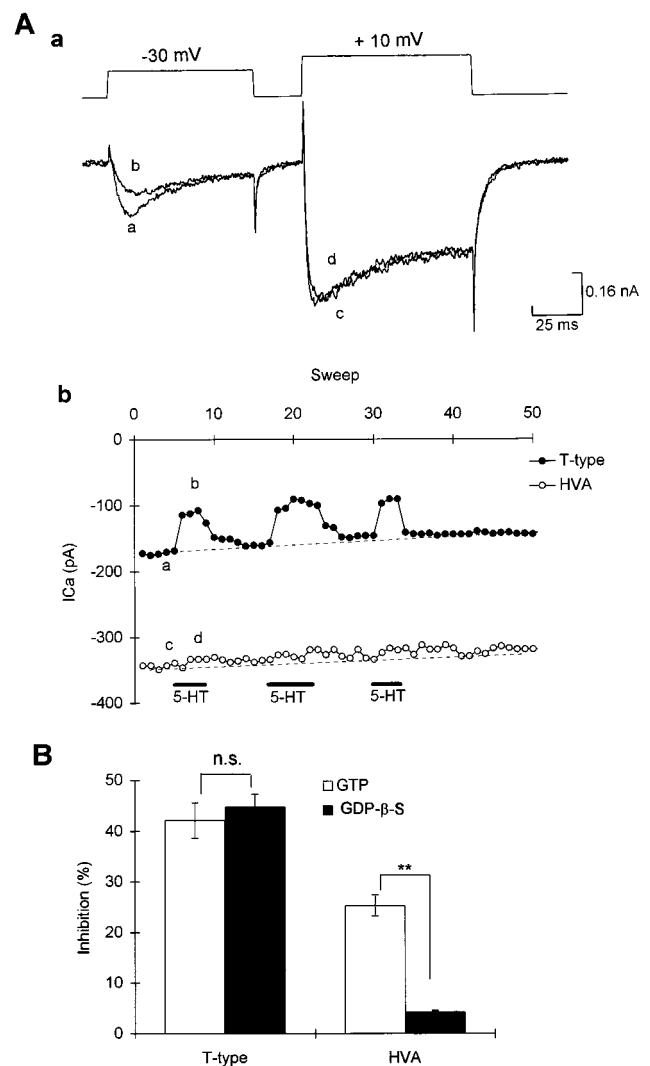 A
a
-30 mV
+ 10 mV
b
a
d
c
0.16 nA
25 ms
b
Sweep
0 10 20 30 40 50
0
-100
-200
-300
-400
ICa (pA)
T-type
HVA
b
a
c d
5-HT 5-HT 5-HT
B
n.s.
GTP
GDP-β-S
**
50
40
30
20
10
0
Inhibition (%)
T-type HVA